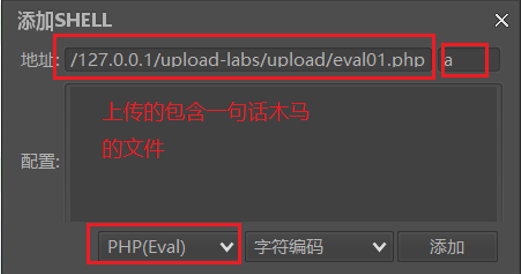 添加SHELL
地址: /127.0.0.1/upload-labs/upload/eval01.php a
上传的包含一句话木马
的文件
配置:
PHP(Eval) 字符编码 添加